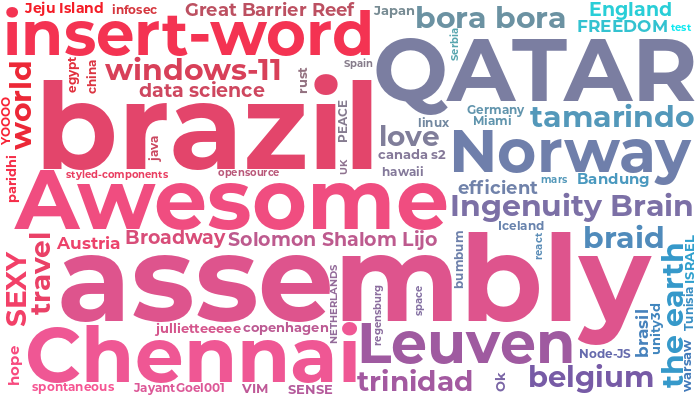 Jeju Island
infosec
Great Barrier Reef
Japan
bora bora
England
FREEDOM
test
insert-word
Serbia
QATAR
windows-11
Spain
egypt
china
rust
data science
YOOOO
world
brazil
PEACE
java
UK
linux
Germany
Miami
tamarindo
love
canada
s2
hawaii
Norway
paridhi
styled-components
opensource
Awesome
efficient
mars
Bandung
Ingenuity Brain
Iceland
react
braid
Austria
Broadway
Solomon Shalom Lijo
bumbum
SEXY
travel
assembly
NETHERLANDS
regensburg
space
the earth
ISRAEL
Tunisia
warsaw
brasil
unity3d
jullietteeeee
copenhagen
Chennai
Leuven
Node-JS
hope
spontaneous
JayantGoel001
VIM
SENSE
trinidad
Ok
belgium